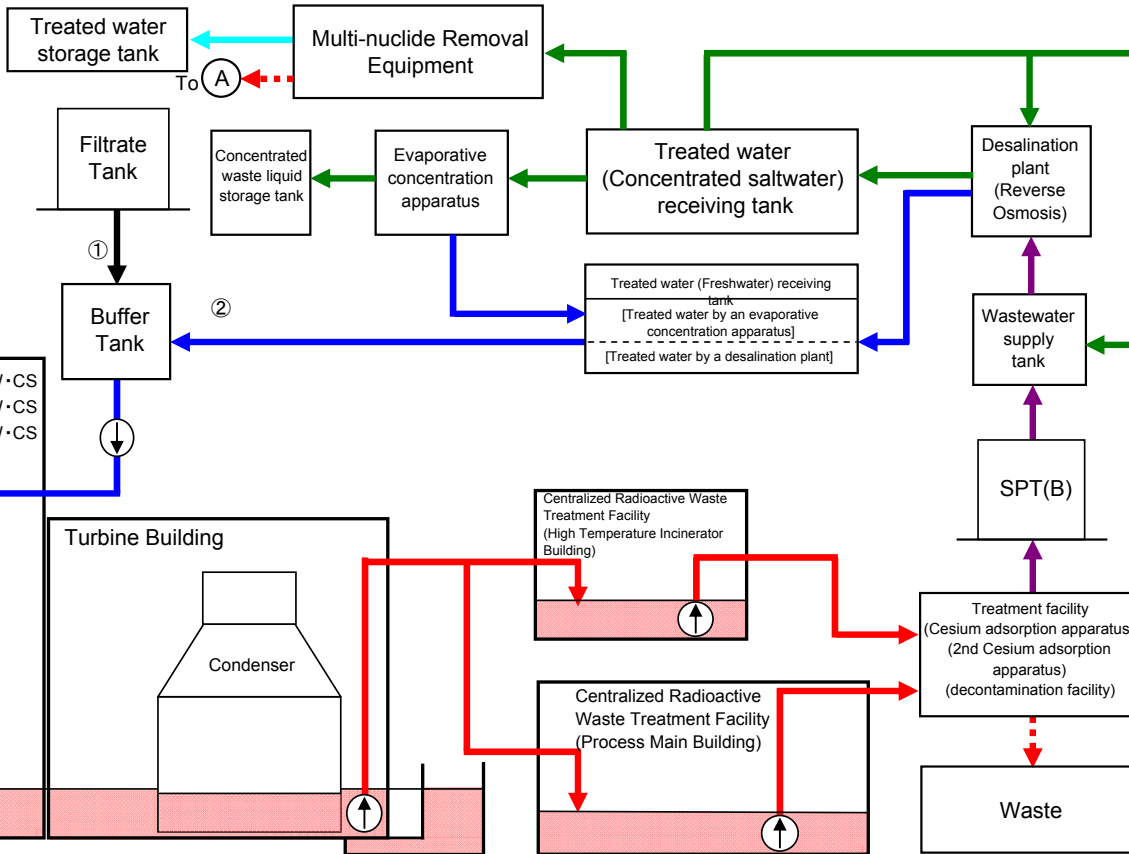 Treated water
storage tank
Multi-nuclide Removal
Equipment
To
A
Filtrate
Tank
Concentrated
waste liquid
storage tank
Evaporative
concentration
apparatus
Treated water
(Concentrated saltwater)
receiving tank
Desalination
plant
(Reverse
Osmosis)
①
②
Buffer
Tank
Treated water (Freshwater) receiving
tank
[Treated water by an evaporative
concentration apparatus]
[Treated water by a desalination plant]
Wastewater
supply
tank
・CS
・CS
・CS
SPT(B)
Turbine Building
Condenser
Centralized Radioactive Waste
Treatment Facility
(High Temperature Incinerator
Building)
Centralized Radioactive
Waste Treatment Facility
(Process Main Building)
Treatment facility
(Cesium adsorption apparatus
(2nd Cesium adsorption
apparatus)
(decontamination facility)
Waste